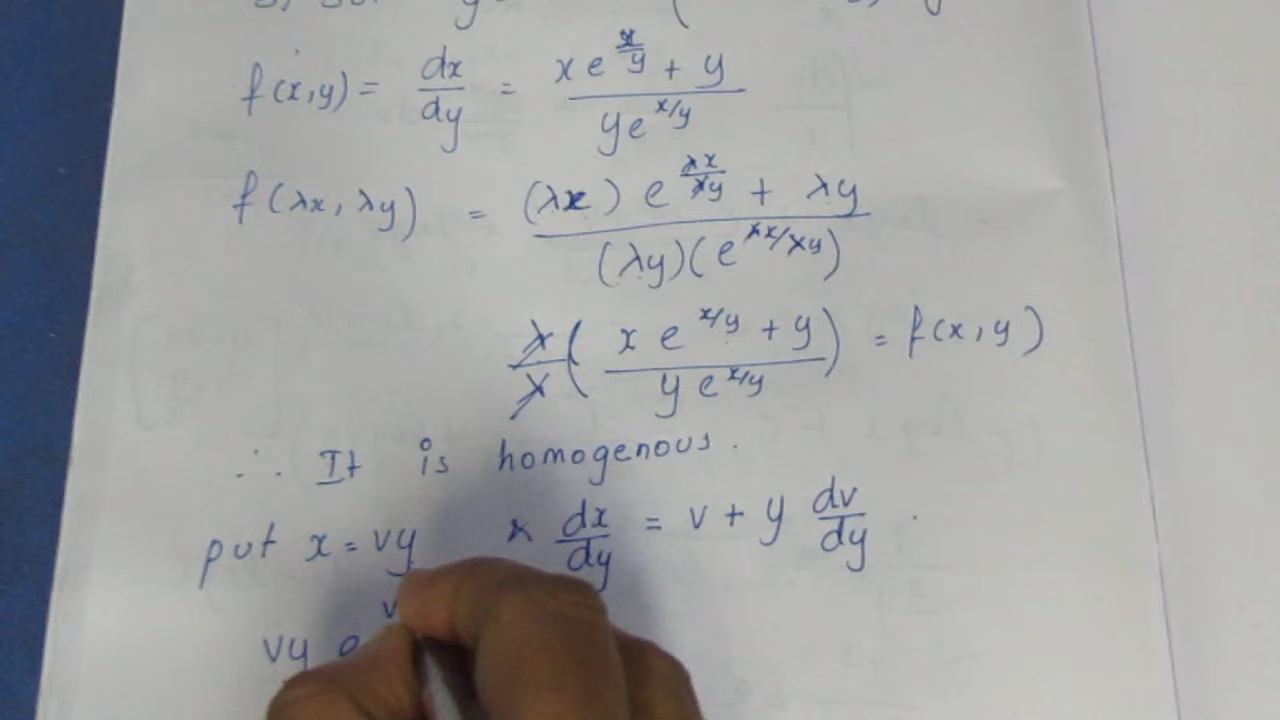 f(x,y) = dx/dy = (x e^(x/y) + y) / (y e^(x/y))
f(λx, λy) = ((λx) e^(λx/λy) + λy) / ((λy)(e^(λx/λy)))
λ/λ ( (x e^(x/y) + y) / (y e^(x/y)) ) = f(x,y)
∴ It is homogenous.
put x = vy & dx/dy = v + y dv/dy.
vy e